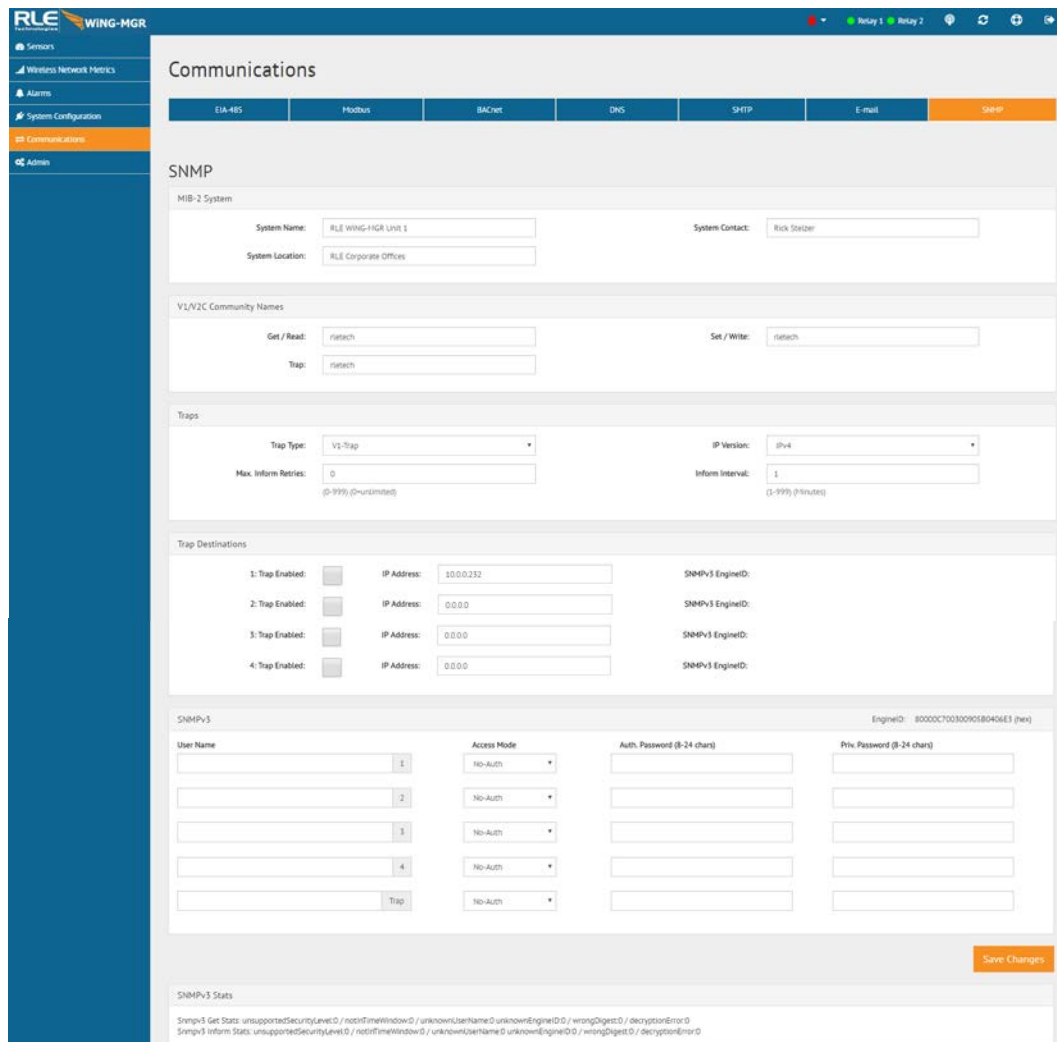 RLE WiNG-MGR
Technologies
Relay 1 Relay 2
Sensors
Wireless Network Metrics
Alarms
System Configuration
Communications
Admin
Communications
EIA-485 Modbus BACnet DNS SMTP E-mail SNMP
SNMP
MIB-2 System
System Name: RLE WiNG-MGR Unit 1 System Contact: Rick Stelzer
System Location: RLE Corporate Offices
V1/V2C Community Names
Get / Read: rletech Set / Write: rletech
Trap: rletech
Traps
Trap Type: V1-Trap IP Version: IPv4
Max. Inform Retries: 0 Inform Interval: 1
(0-999) (0=unlimited) (1-999) (Minutes)
Trap Destinations
1: Trap Enabled: IP Address: 10.0.0.232 SNMPv3 EngineID:
2: Trap Enabled: IP Address: 0.0.0.0 SNMPv3 EngineID:
3: Trap Enabled: IP Address: 0.0.0.0 SNMPv3 EngineID:
4: Trap Enabled: IP Address: 0.0.0.0 SNMPv3 EngineID:
SNMPv3 EngineID: 80000C700300905B0406E3 (hex)
User Name Access Mode Auth. Password (8-24 chars) Priv. Password (8-24 chars)
1 No-Auth
2 No-Auth
3 No-Auth
4 No-Auth
Trap No-Auth
Save Changes
SNMPv3 Stats
Snmpv3 Get Stats: unsupportedSecurityLevel:0 / notInTimeWindow:0 / unknownUserName:0 unknownEngineID:0 / wrongDigest:0 / decryptionError:0
Snmpv3 Inform Stats: unsupportedSecurityLevel:0 / notInTimeWindow:0 / unknownUserName:0 unknownEngineID:0 / wrongDigest:0 / decryptionError:0